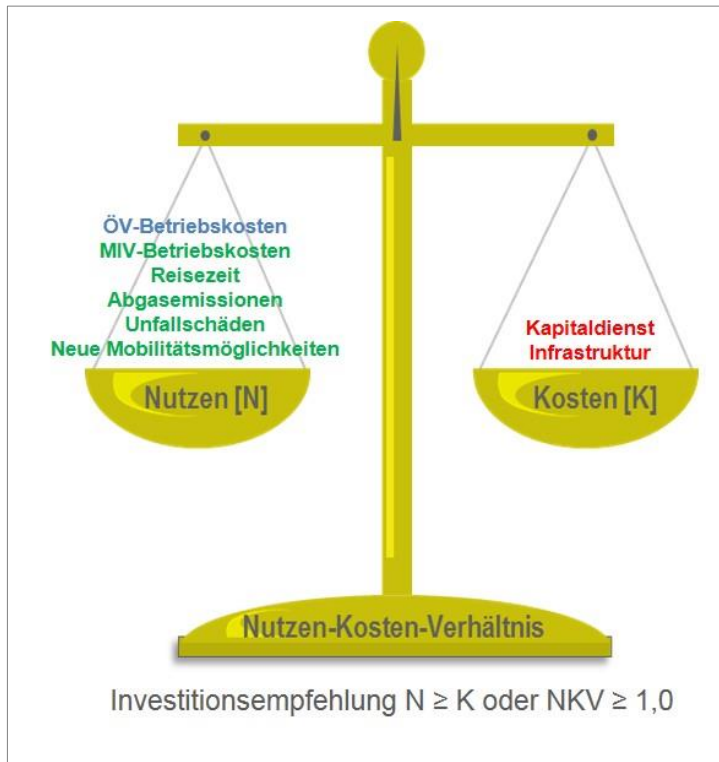 ÖV-Betriebskosten
MIV-Betriebskosten
Reisezeit
Abgasemissionen
Unfallschäden
Neue Mobilitätsmöglichkeiten
Kapitaldienst
Infrastruktur
Nutzen [N]
Kosten [K]
Nutzen-Kosten-Verhältnis
Investitionsempfehlung N ≥ K oder NKV ≥ 1,0